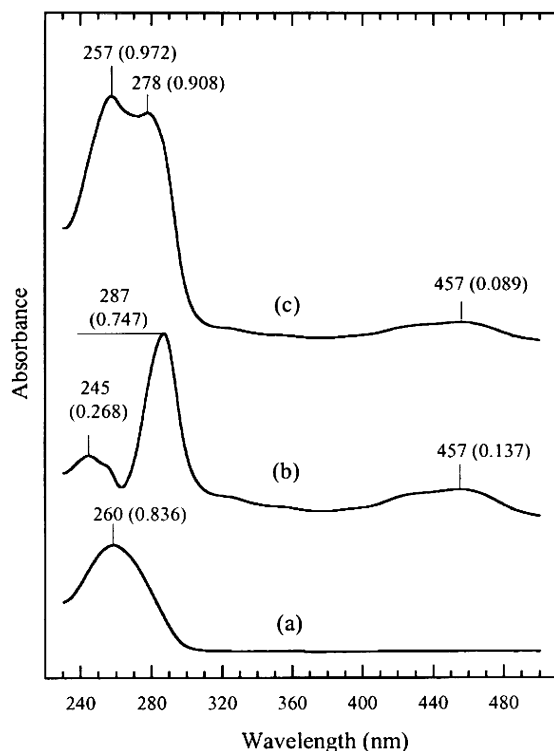 257 (0.972)
278 (0.908)
(c)
457 (0.089)
287
(0.747)
245
(0.268)
(b)
457 (0.137)
260 (0.836)
(a)
Absorbance
240 280 320 360 400 440 480
Wavelength (nm)